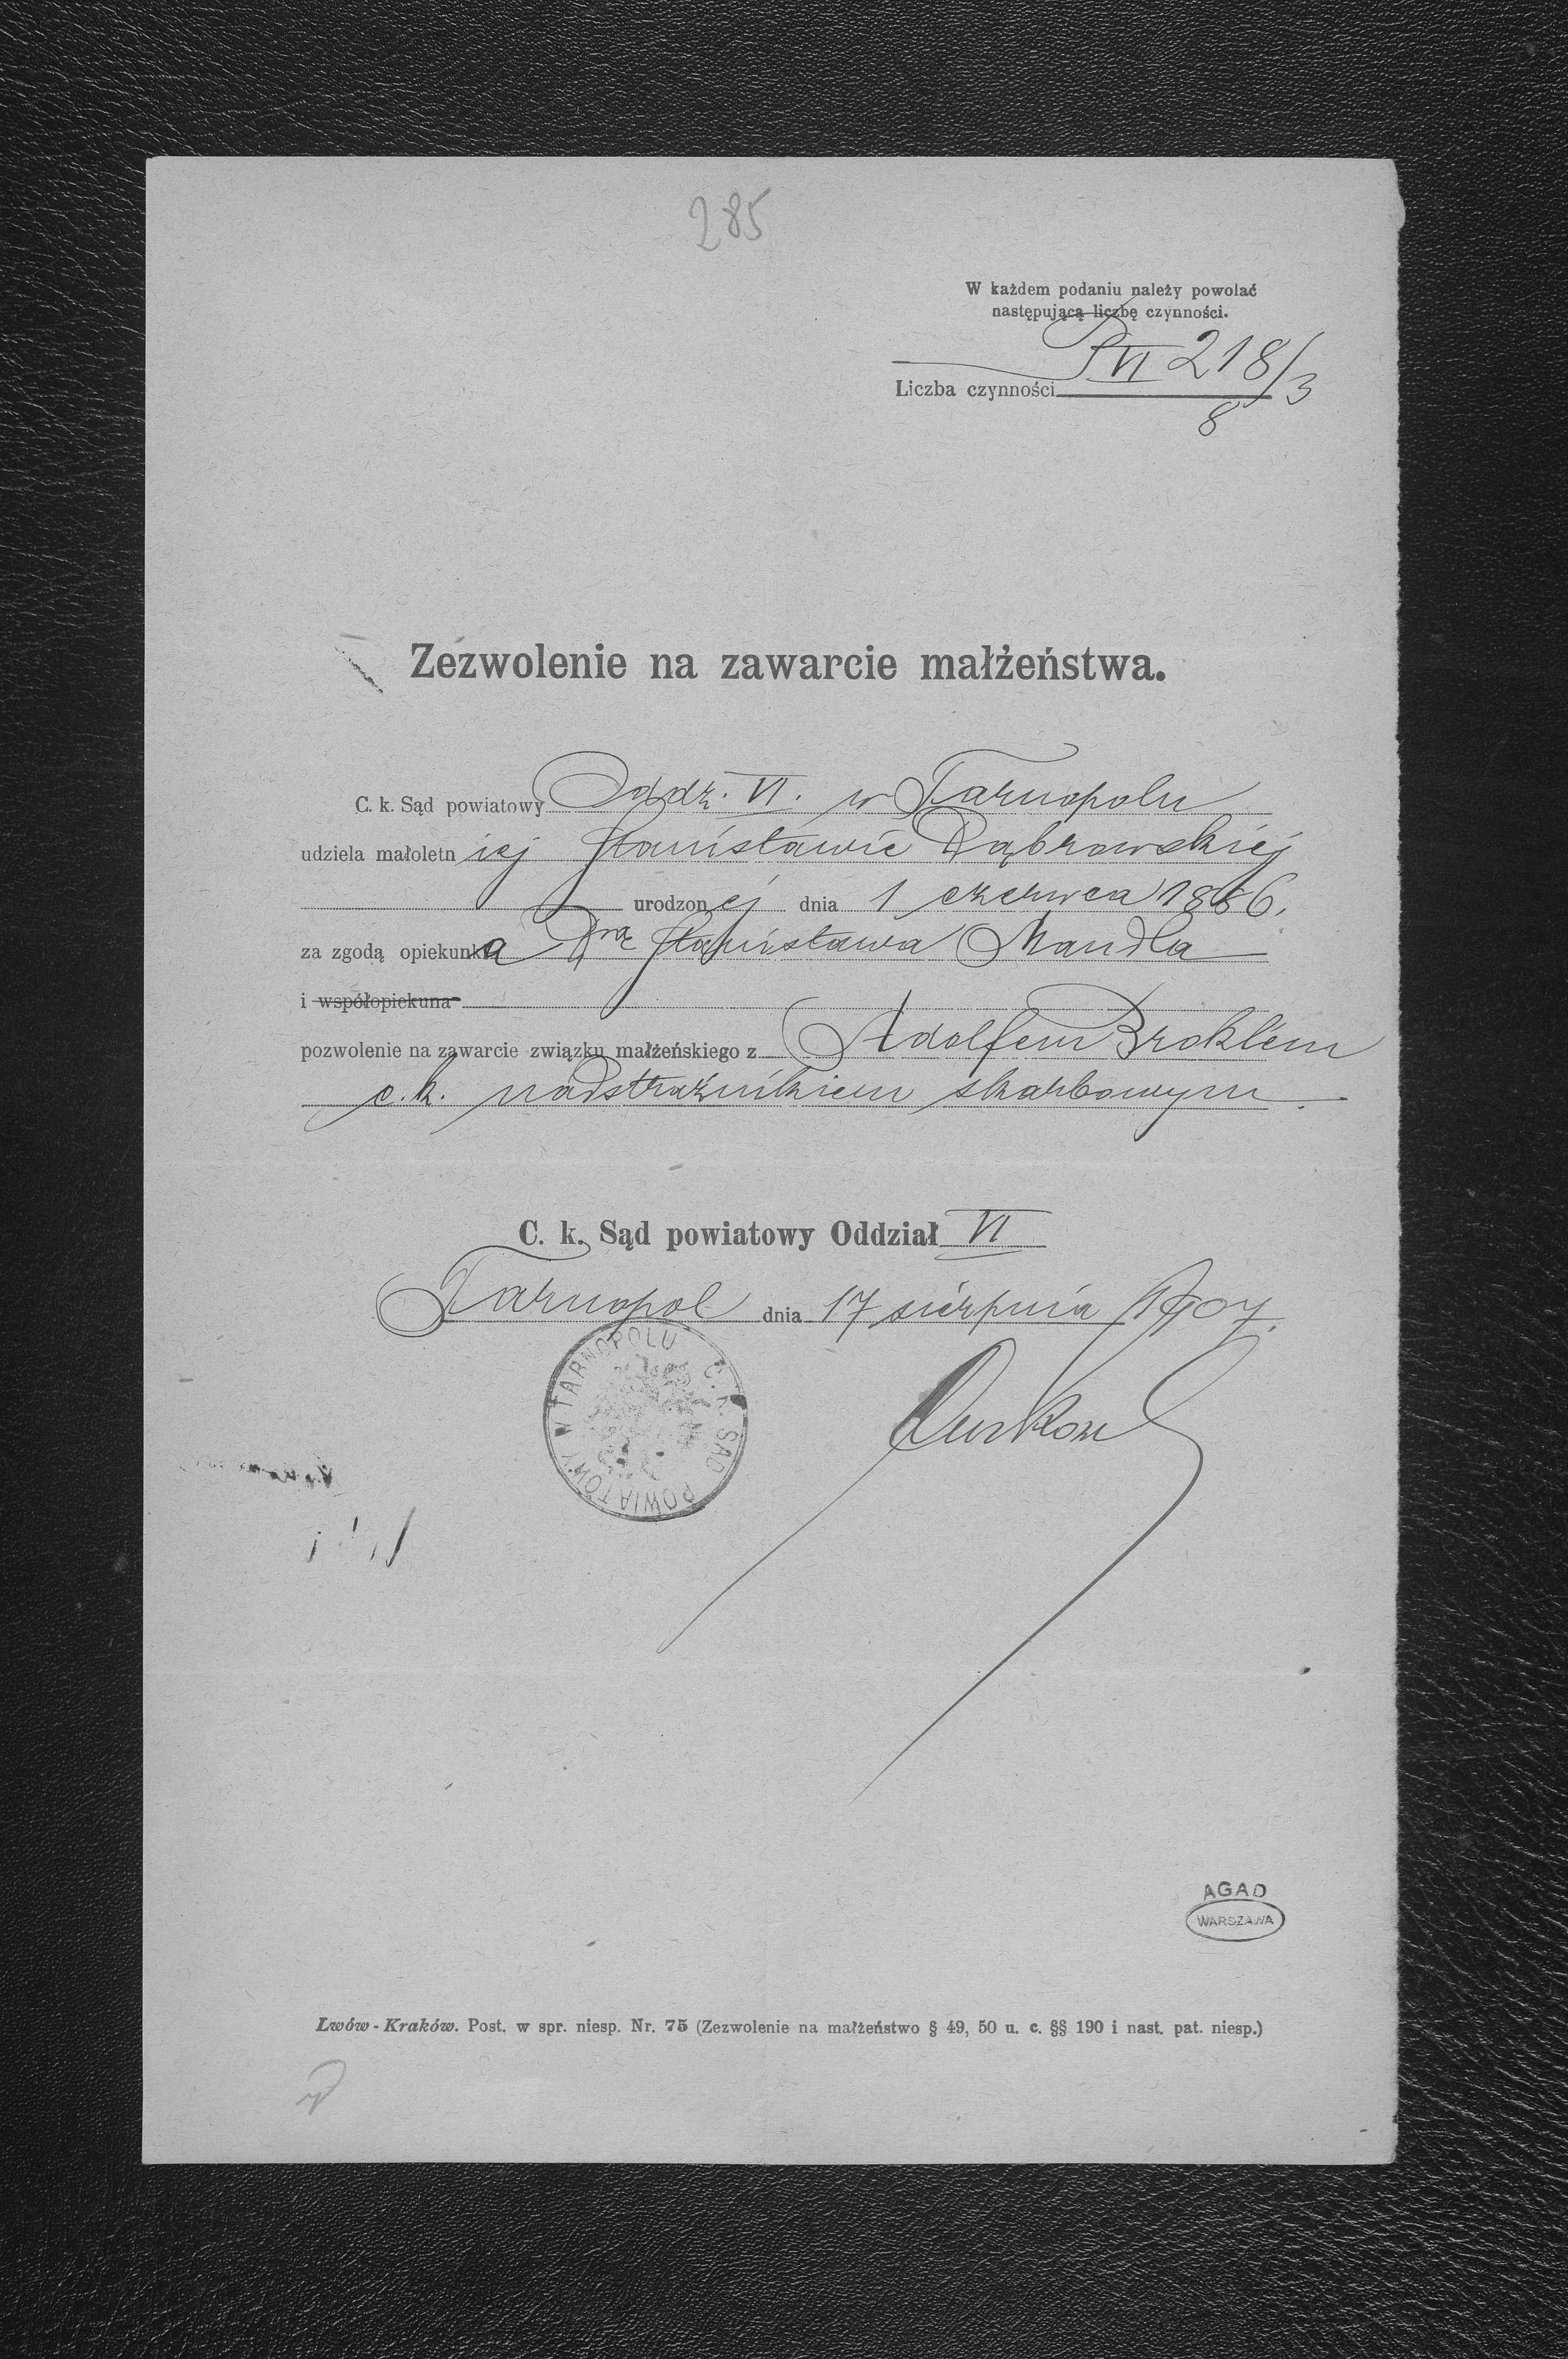 285
W każdem podaniu należy powołać
następującą liczbę czynności.
Liczba czynności P VI 218/3
8
Zezwolenie na zawarcie małżeństwa.
C. k. Sąd powiatowy Oddz. VI. w Tarnopolu
udziela małoletniej Stanisławie Dąbrowskiej
urodzonej dnia 1 czerwca 1886,
za zgodą opiekuna Dra Stanisława Mandla
i współopiekuna
pozwolenie na zawarcie związku małżeńskiego z Adolfem Broklem
c.k. nadstrażnikiem skarbowym.
C. k. Sąd powiatowy Oddział VI
Tarnopol dnia 17 sierpnia 1907.
C. K. SĄD POWIATOWY W TARNOPOLU
AGAD
WARSZAWA
Lwów - Kraków. Post. w spr. niesp. Nr. 75 (Zezwolenie na małżeństwo § 49, 50 u. c. §§ 190 i nast. pat. niesp.)